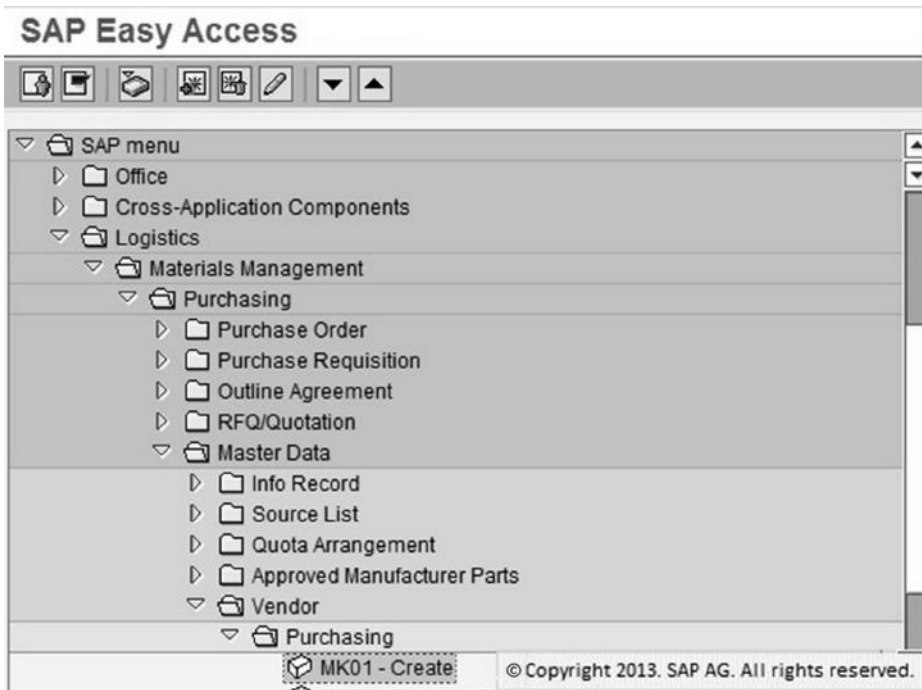 SAP Easy Access
SAP menu
Office
Cross-Application Components
Logistics
Materials Management
Purchasing
Purchase Order
Purchase Requisition
Outline Agreement
RFQ/Quotation
Master Data
Info Record
Source List
Quota Arrangement
Approved Manufacturer Parts
Vendor
Purchasing
MK01 - Create
© Copyright 2013. SAP AG. All rights reserved.